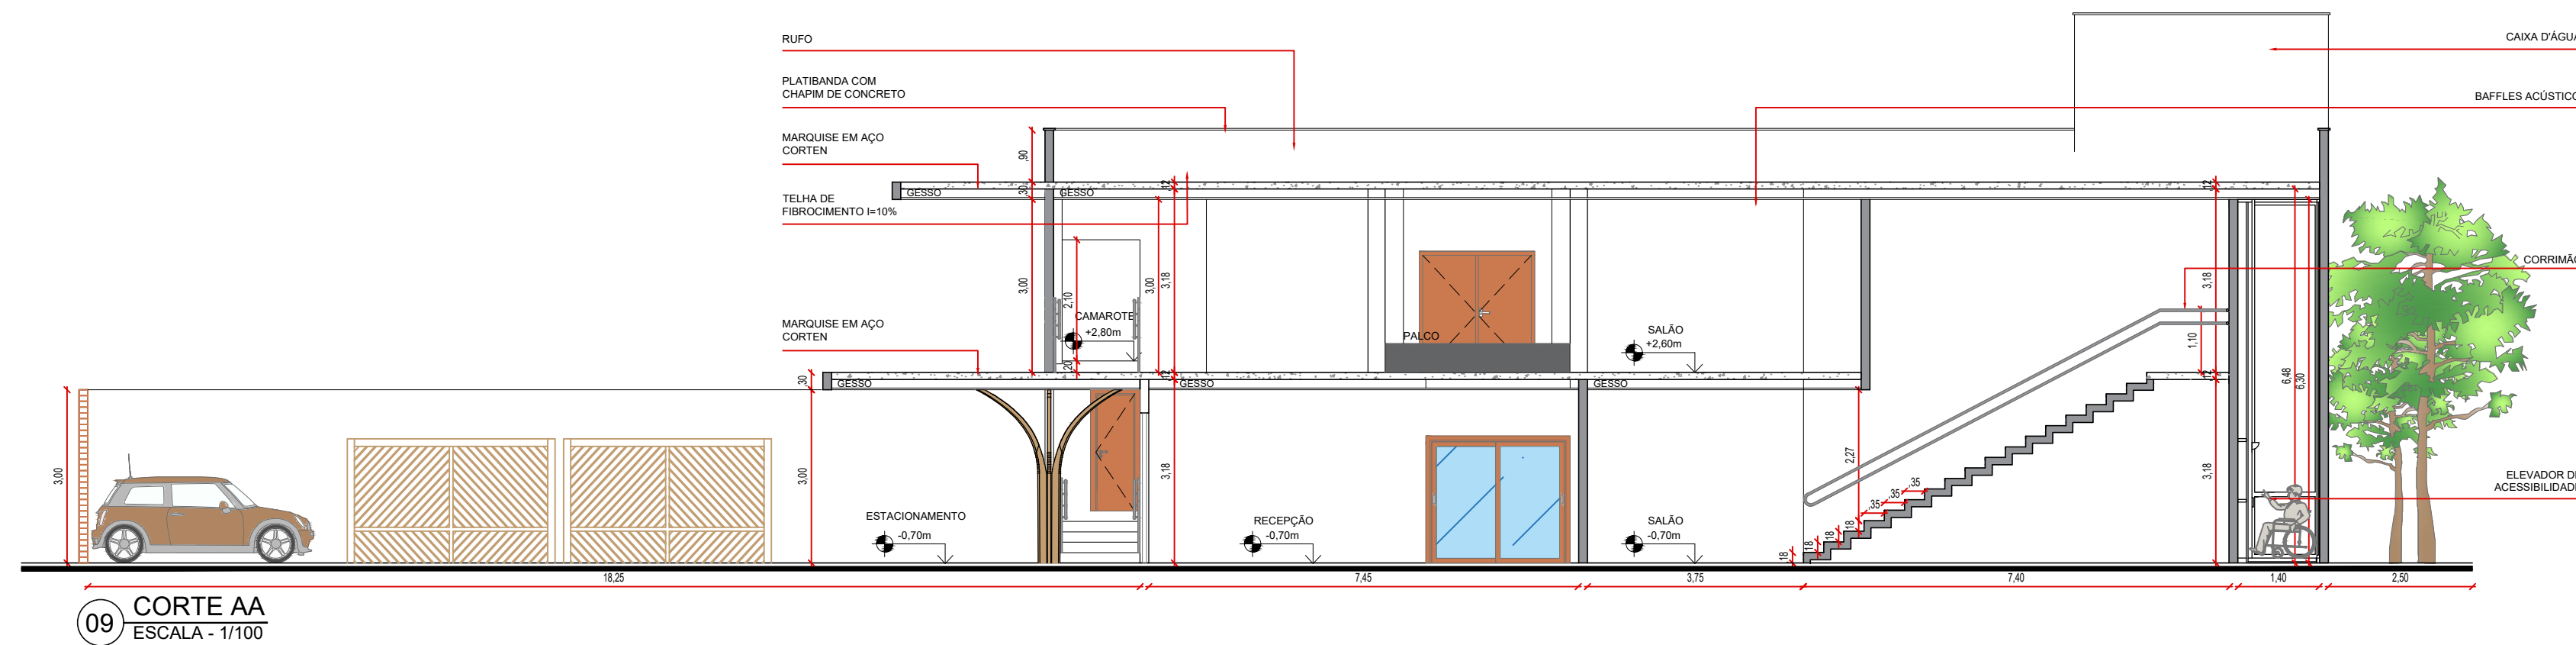 RUFO
CAIXA D'ÁGUA
PLATIBANDA COM
CHAPIM DE CONCRETO
BAFFLES ACÚSTICO
MARQUISE EM AÇO
CORTEN
,90
,30
GESSO
GESSO
,12
,12
TELHA DE
FIBROCIMENTO I=10%
CORRIMÃO
3,00
2,10
3,00
3,18
3,18
CAMAROTE
+2,80m
PALCO
SALÃO
+2,60m
MARQUISE EM AÇO
CORTEN
1,10
,20
,12
,12
,30
GESSO
GESSO
GESSO
6,48
6,30
3,00
3,00
3,18
2,27
3,18
ELEVADOR DE
ACESSIBILIDADE
,35
,35
,35
ESTACIONAMENTO
-0,70m
RECEPÇÃO
-0,70m
SALÃO
-0,70m
,18
,18
,18
,18
18,25
7,45
3,75
7,40
1,40
2,50
09
CORTE AA
ESCALA - 1/100